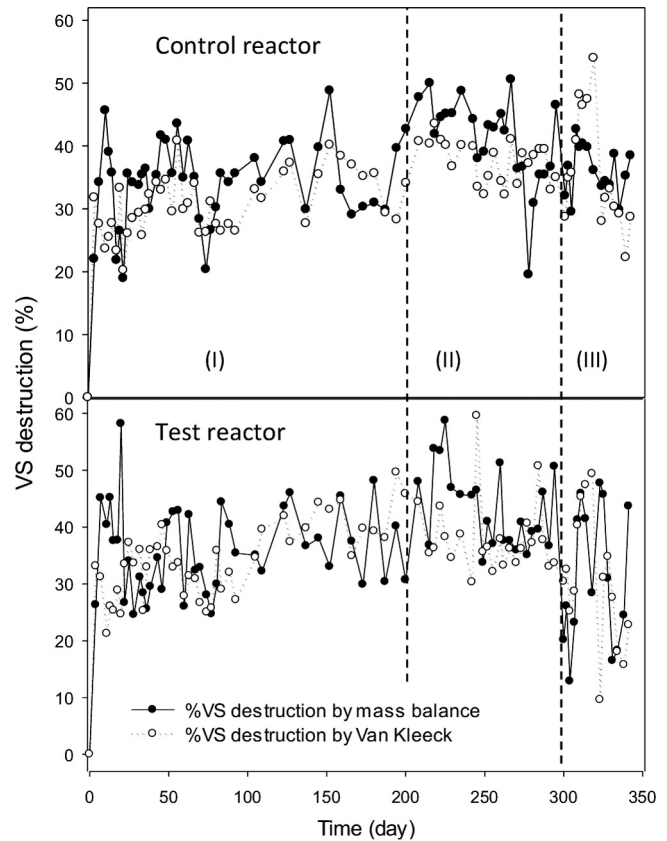 60
Control reactor
50
40
30
20
10
(I)
(II)
(III)
0
VS destruction (%)
60
Test reactor
50
40
30
20
10
%VS destruction by mass balance
%VS destruction by Van Kleeck
0
0 50 100 150 200 250 300 350
Time (day)